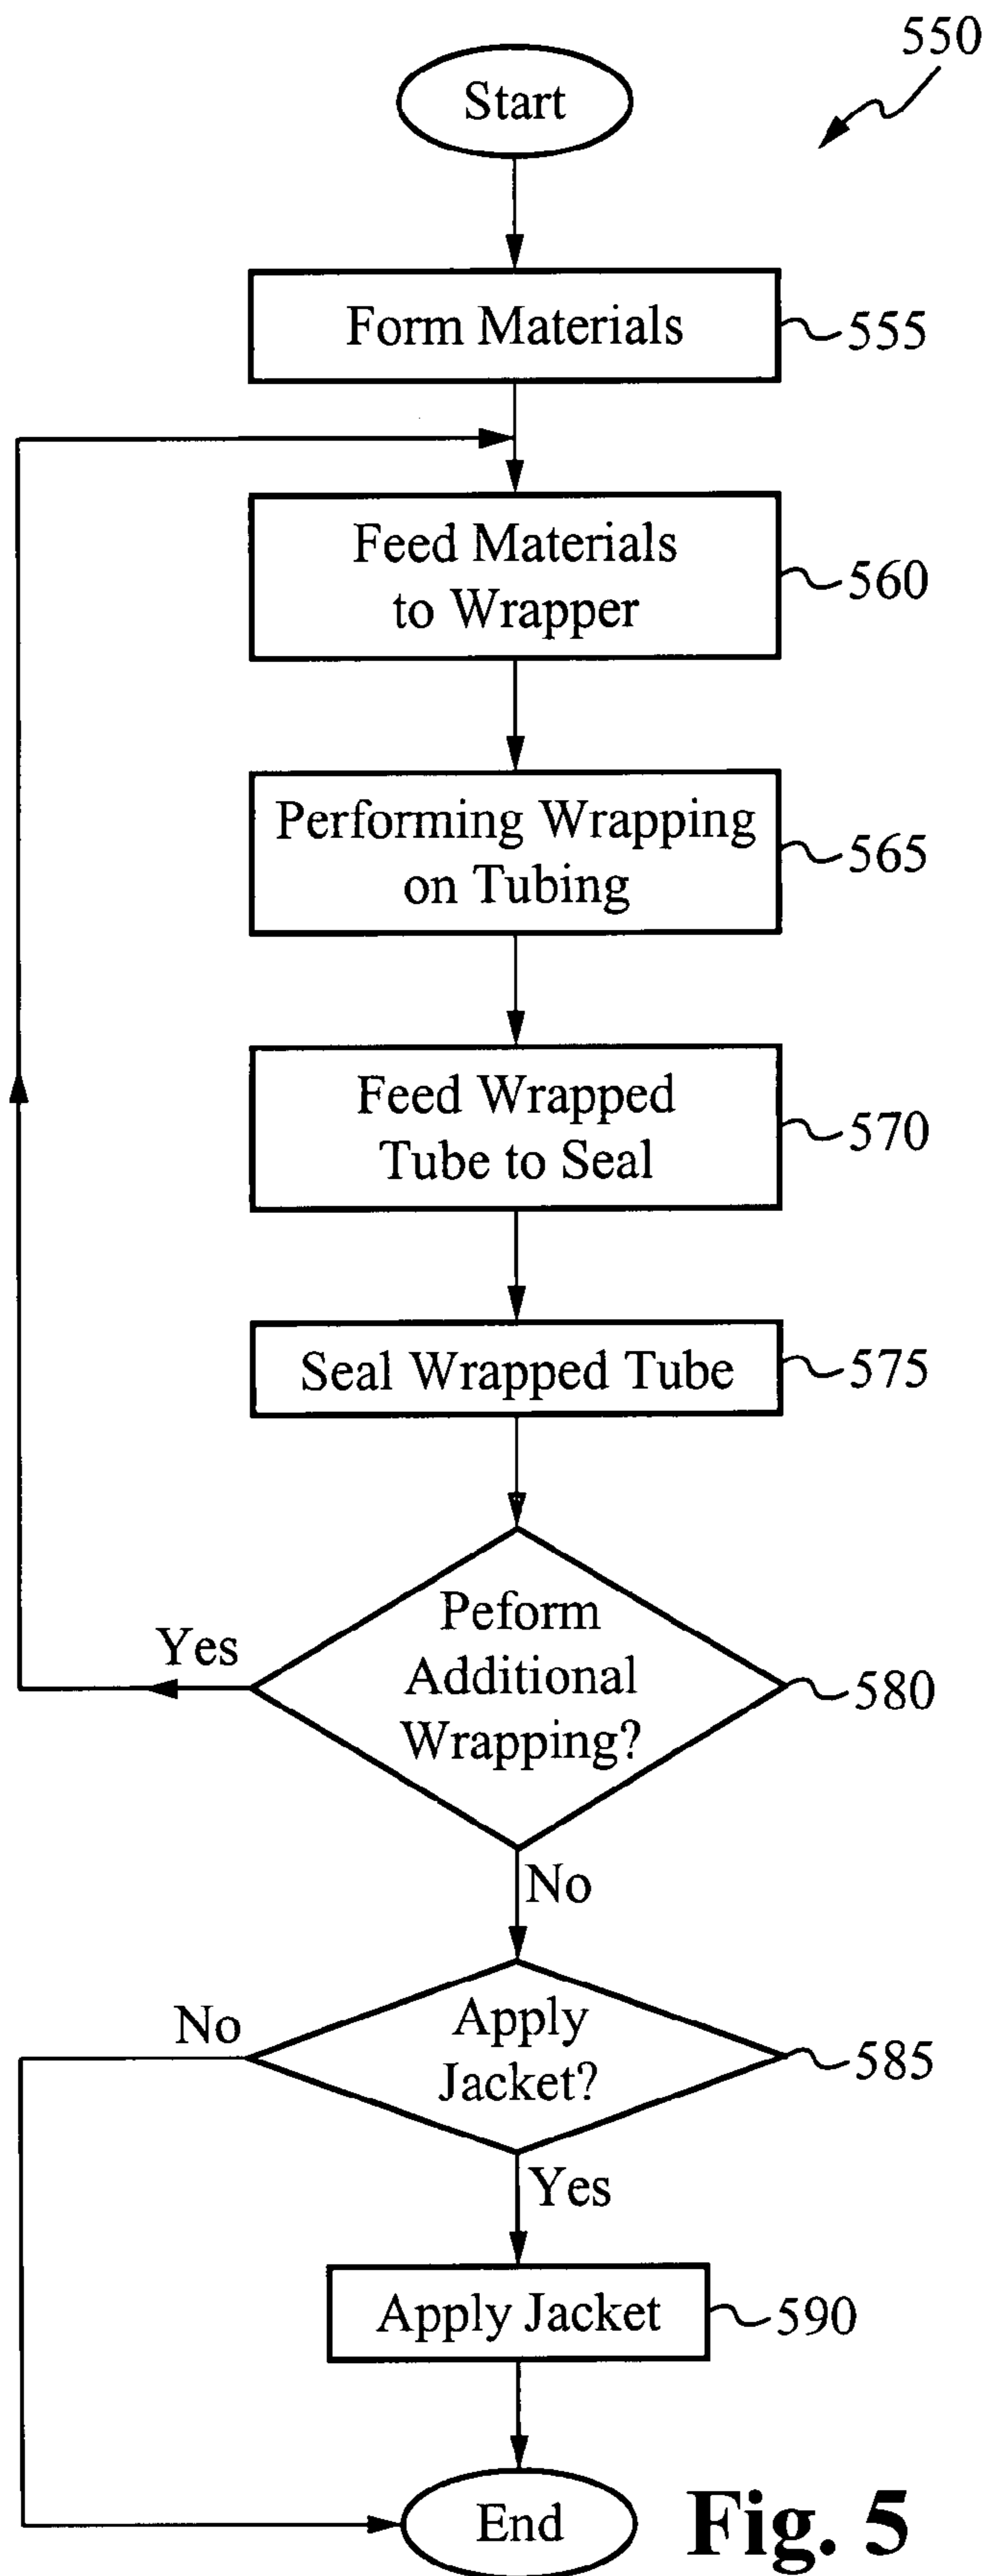 550
Start
Form Materials
555
Feed Materials
to Wrapper
560
Performing Wrapping
on Tubing
565
Feed Wrapped
Tube to Seal
570
Seal Wrapped Tube
575
Peform
Additional
Wrapping?
580
Yes
No
Apply
Jacket?
585
No
Yes
Apply Jacket
590
End
Fig. 5